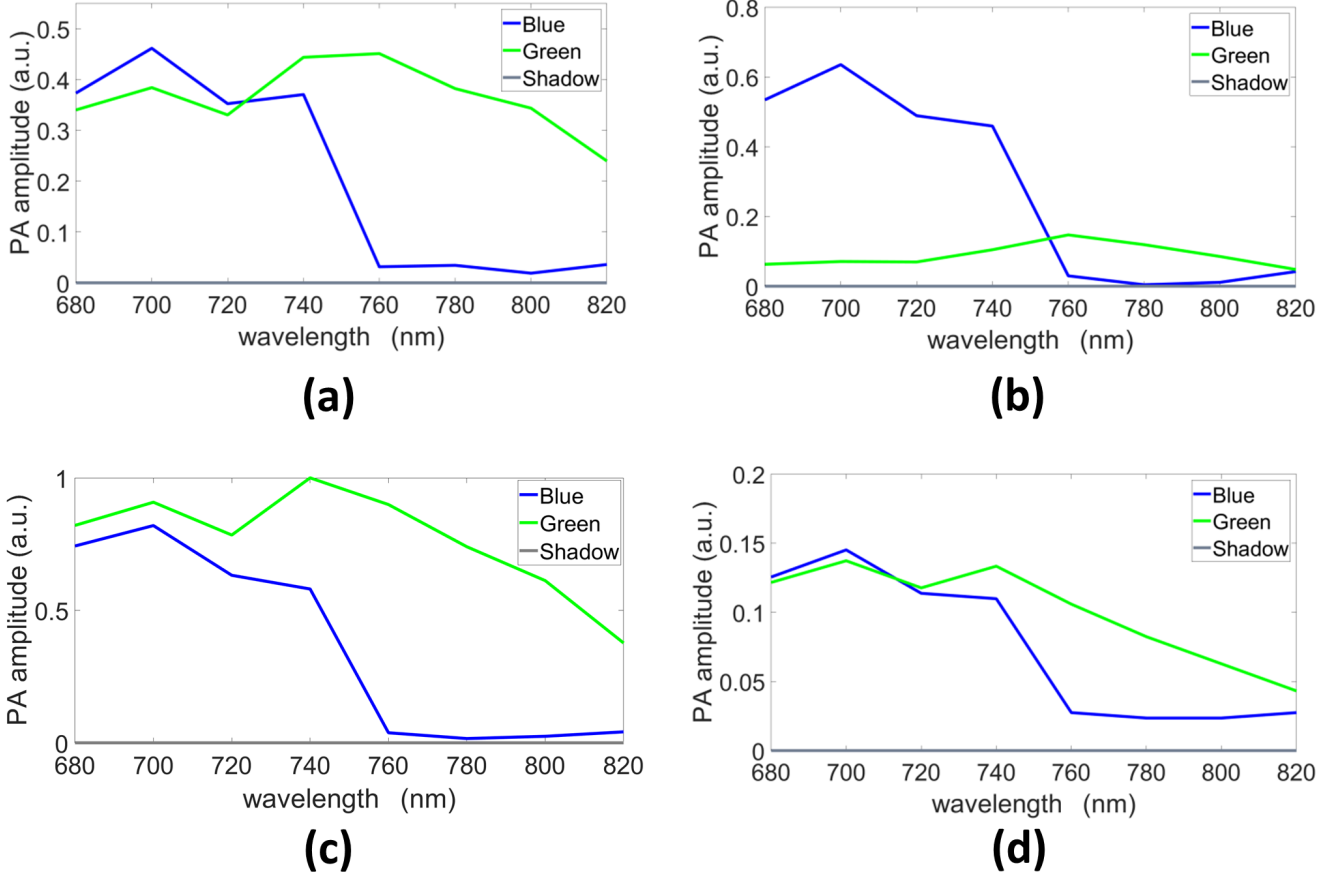 PA amplitude (a.u.)
0.5
0.4
0.3
0.2
0.1
0
680 700 720 740 760 780 800 820
wavelength (nm)
Blue
Green
Shadow
(a)
PA amplitude (a.u.)
0.8
0.6
0.4
0.2
0
680 700 720 740 760 780 800 820
wavelength (nm)
Blue
Green
Shadow
(b)
PA amplitude (a.u.)
1
0.5
0
680 700 720 740 760 780 800 820
wavelength (nm)
Blue
Green
Shadow
(c)
PA amplitude (a.u.)
0.2
0.15
0.1
0.05
0
680 700 720 740 760 780 800 820
wavelength (nm)
Blue
Green
Shadow
(d)